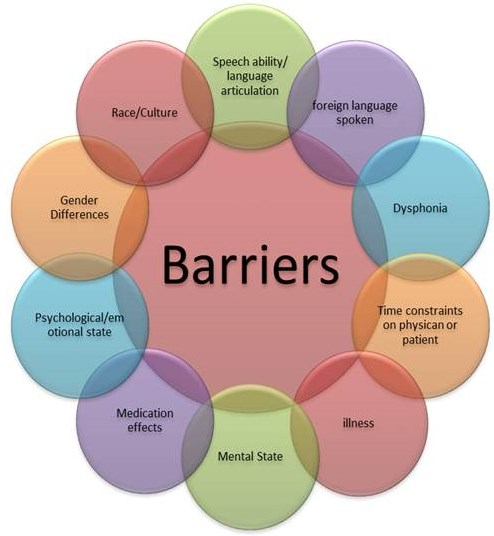 Speech ability/
language
articulation
foreign language
spoken
Dysphonia
Time constraints
on physican or
patient
illness
Mental State
Medication
effects
Psychological/em
otional state
Gender
Differences
Race/Culture
Barriers